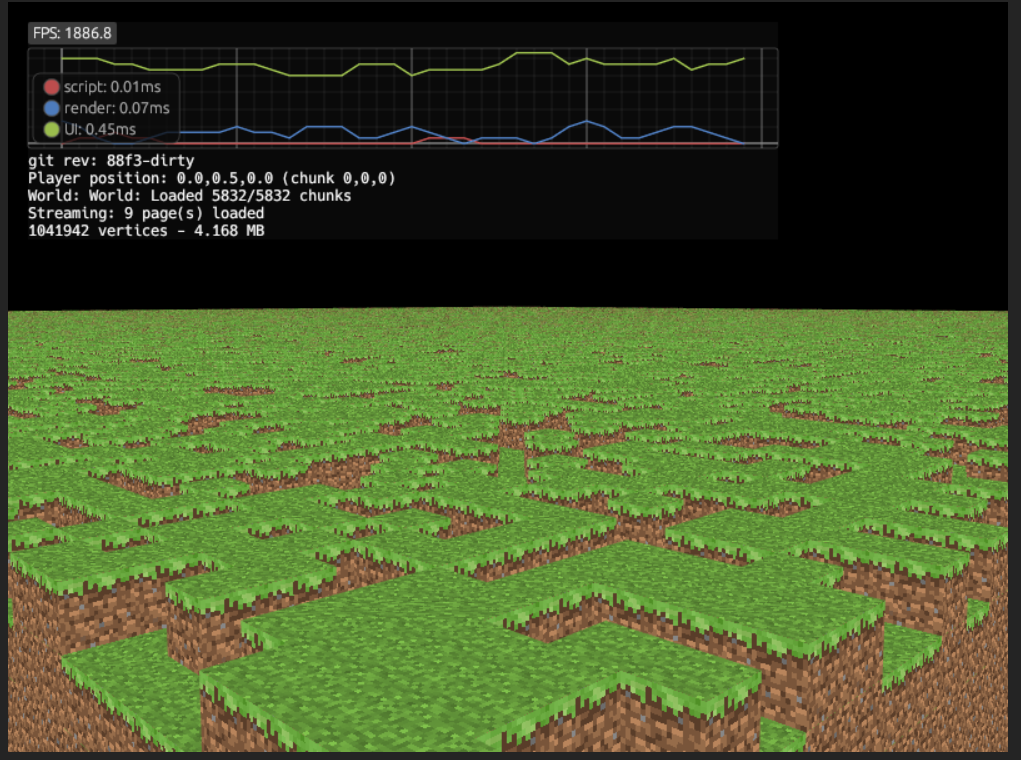 FPS: 1886.8
script: 0.01ms
render: 0.07ms
UI: 0.45ms
git rev: 88f3-dirty
Player position: 0.0,0.5,0.0 (chunk 0,0,0)
World: World: Loaded 5832/5832 chunks
Streaming: 9 page(s) loaded
1041942 vertices - 4.168 MB